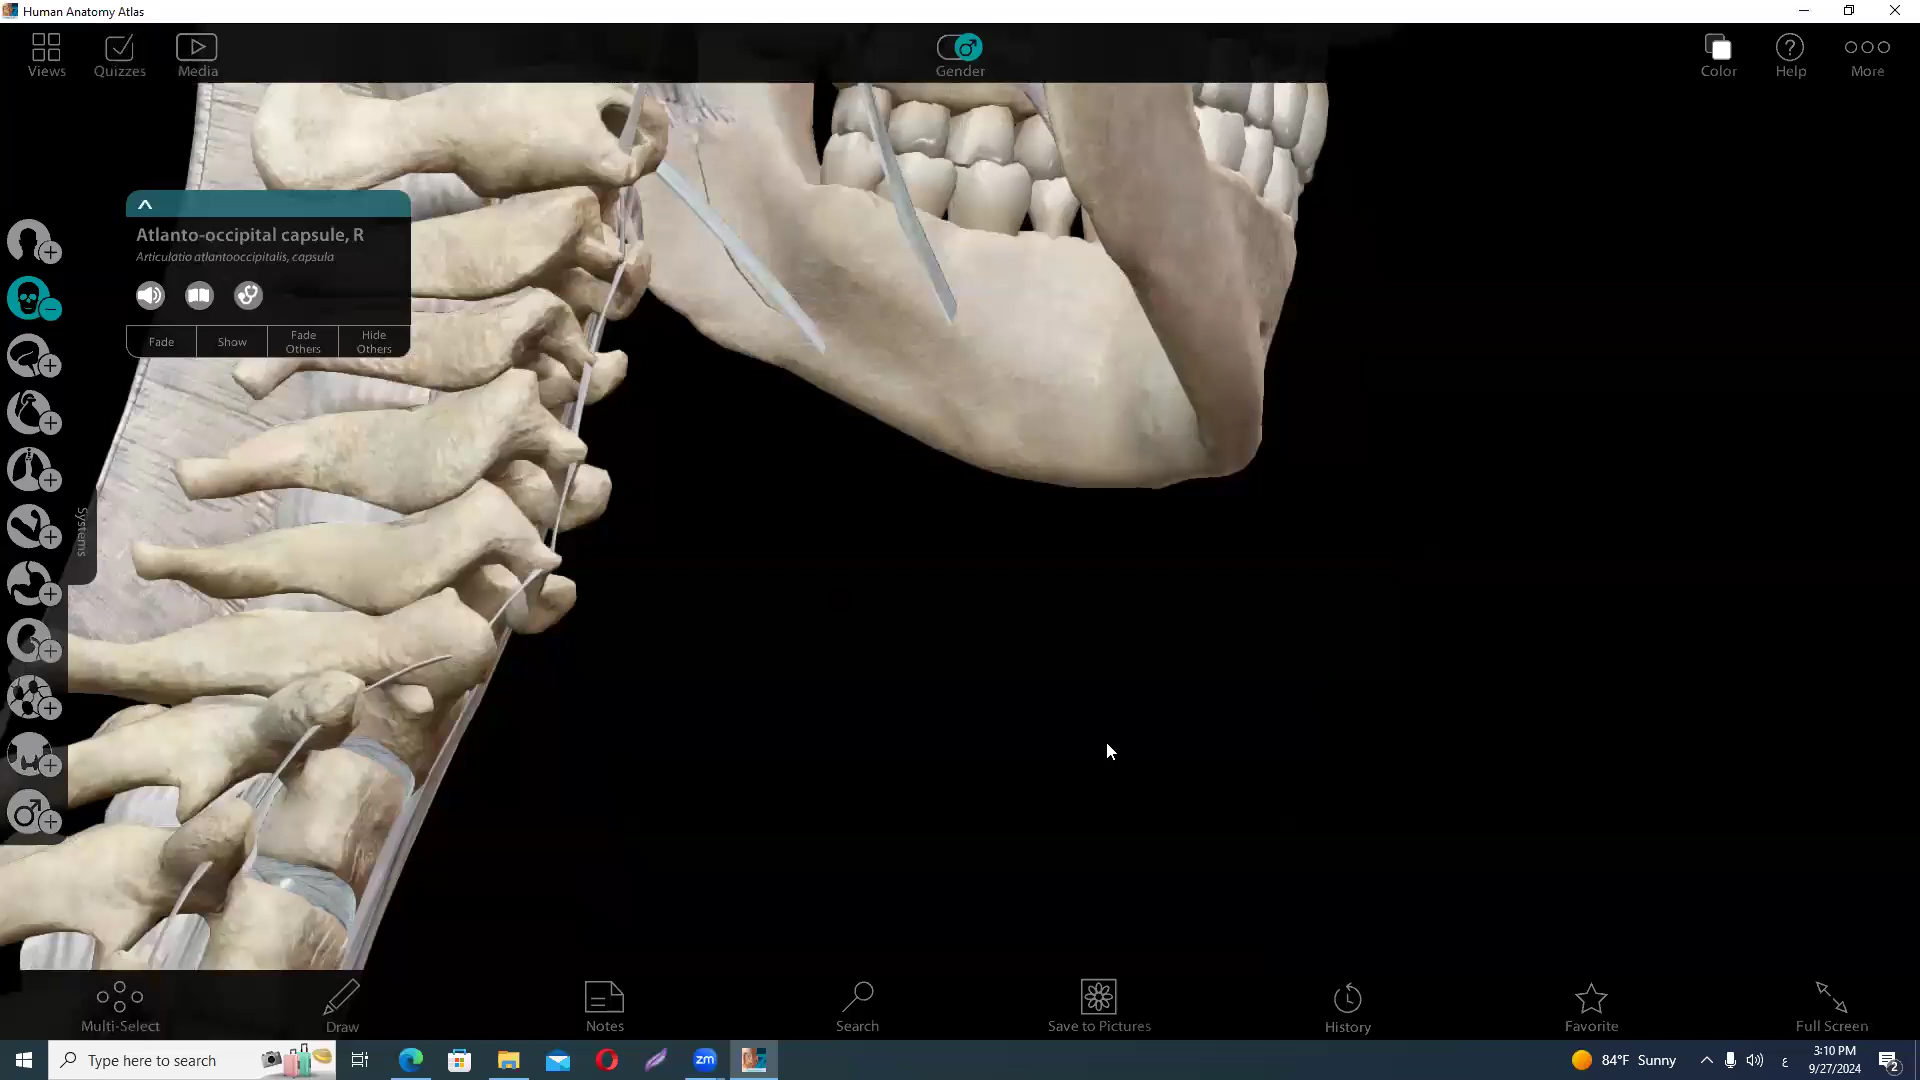 Human Anatomy Atlas
Views
Quizzes
Media
Gender
Color
Help
More
Atlanto-occipital capsule, R
Articulatio atlantooccipitalis, capsula
Fade
Show
Fade
Others
Hide
Others
Systems
Multi-Select
Draw
Notes
Search
Save to Pictures
History
Favorite
Full Screen
Type here to search
zm
84°F Sunny
ع
3:10 PM
9/27/2024
2